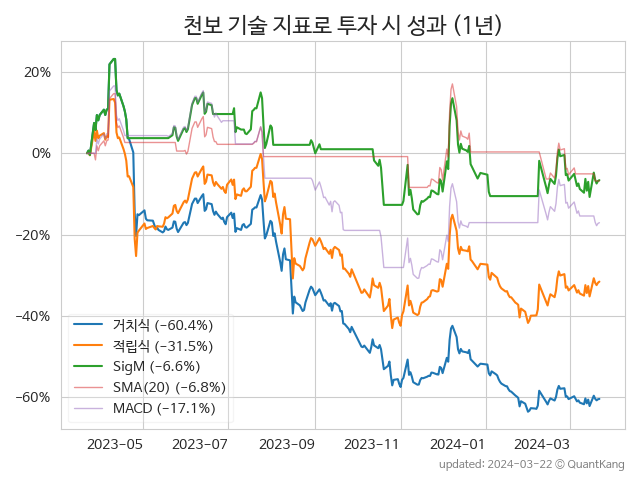 천보 기술 지표로 투자 시 성과 (1년)
20%
0%
−20%
−40%
−60%
거치식 (−60.4%)
적립식 (−31.5%)
SigM (−6.6%)
SMA(20) (−6.8%)
MACD (−17.1%)
2023−05 2023−07 2023−09 2023−11 2024−01 2024−03
updated: 2024−03−22 ⓒ QuantKang